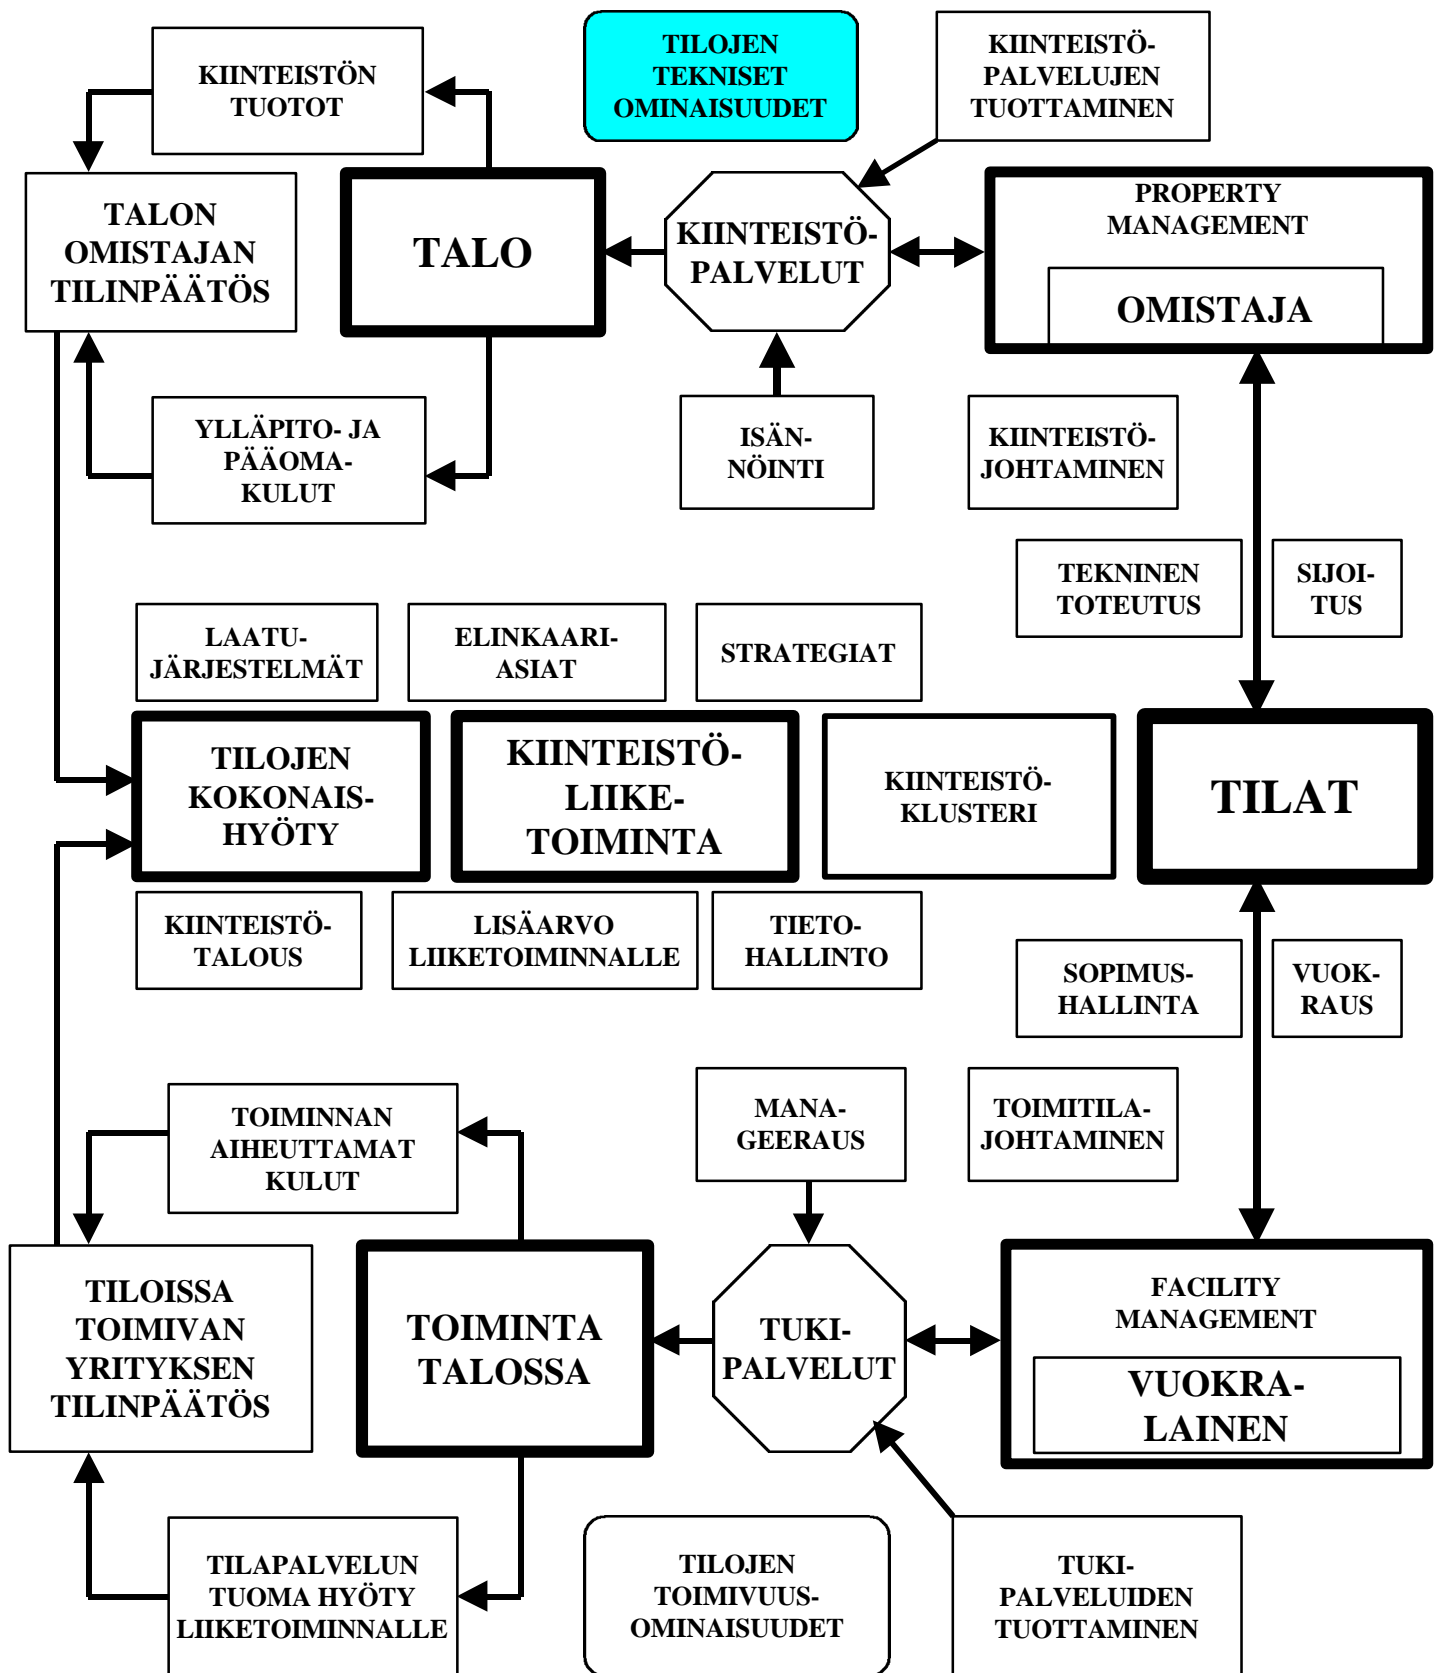 KIINTEISTÖN
TUOTOT
TILOJEN
TEKNISET
OMINAISUUDET
KIINTEISTÖ-
PALVELUJEN
TUOTTAMINEN
TALON
OMISTAJAN
TILINPÄÄTÖS
TALO
KIINTEISTÖ-
PALVELUT
PROPERTY
MANAGEMENT
OMISTAJA
YLLÄPITO- JA
PÄÄOMA-
KULUT
ISÄN-
NÖINTI
KIINTEISTÖ-
JOHTAMINEN
TEKNINEN
TOTEUTUS
SIJOI-
TUS
LAATU-
JÄRJESTELMÄT
ELINKAARI-
ASIAT
STRATEGIAT
TILOJEN
KOKONAIS-
HYÖTY
KIINTEISTÖ-
LIIKE-
TOIMINTA
KIINTEISTÖ-
KLUSTERI
TILAT
KIINTEISTÖ-
TALOUS
LISÄARVO
LIIKETOIMINNALLE
TIETO-
HALLINTO
SOPIMUS-
HALLINTA
VUOK-
RAUS
TOIMINNAN
AIHEUTTAMAT
KULUT
MANA-
GEERAUS
TOIMITILA-
JOHTAMINEN
TILOISSA
TOIMIVAN
YRITYKSEN
TILINPÄÄTÖS
TOIMINTA
TALOSSA
TUKI-
PALVELUT
FACILITY
MANAGEMENT
VUOKRA-
LAINEN
TILAPALVELUN
TUOMA HYÖTY
LIIKETOIMINNALLE
TILOJEN
TOIMIVUUS-
OMINAISUUDET
TUKI-
PALVELUIDEN
TUOTTAMINEN